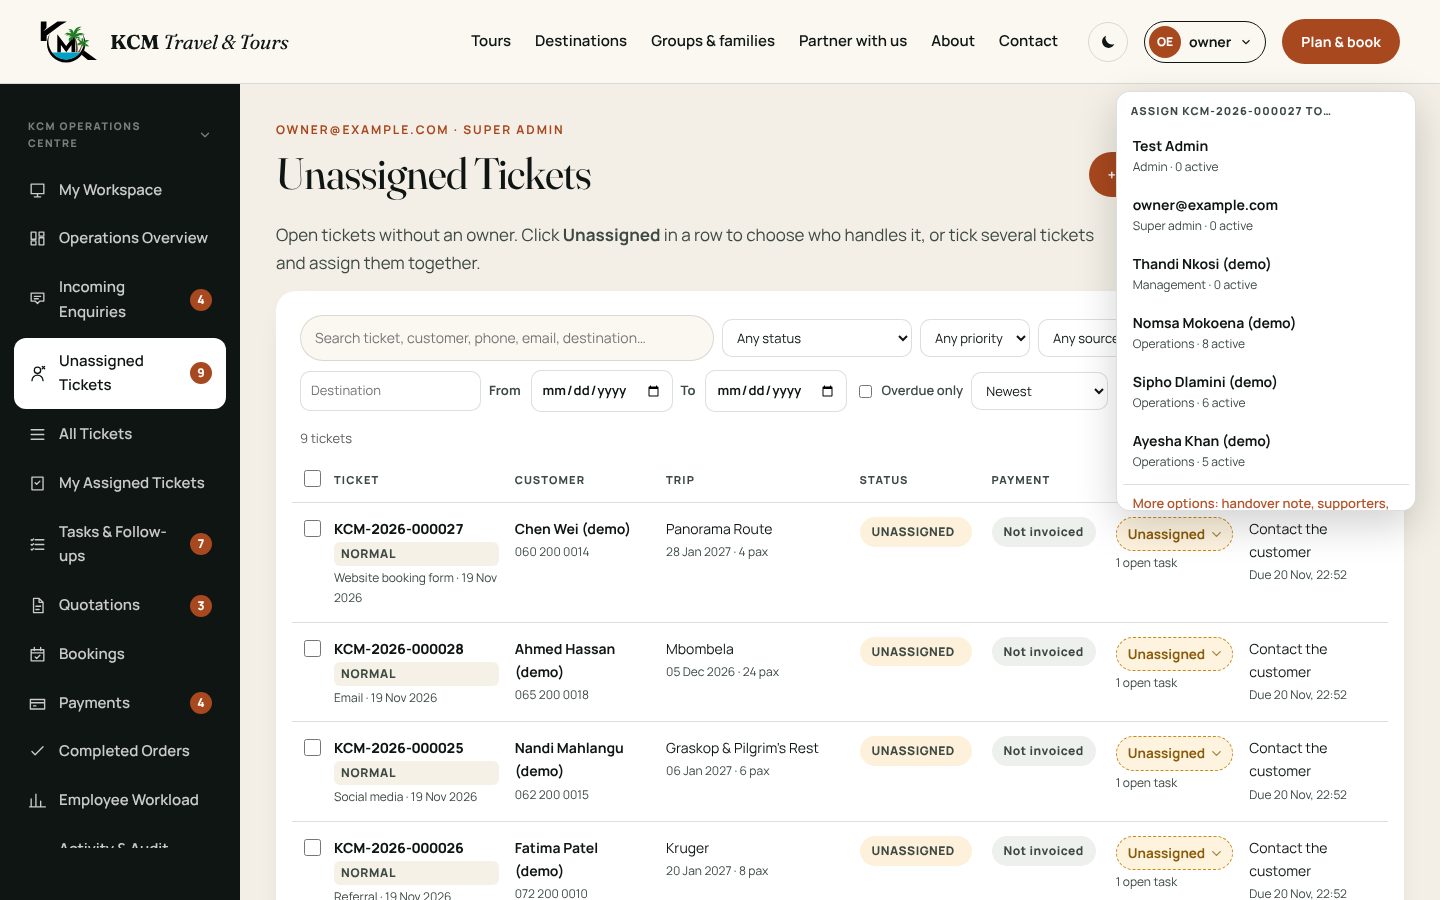 KCM Travel & Tours
Tours
Destinations
Groups & families
Partner with us
About
Contact
OE
owner
Plan & book
KCM OPERATIONS
CENTRE
My Workspace
Operations Overview
Incoming
Enquiries
4
Unassigned
Tickets
9
All Tickets
My Assigned Tickets
Tasks & Follow-
ups
7
Quotations
3
Bookings
Payments
4
Completed Orders
Employee Workload
Activity & Audit
OWNER@EXAMPLE.COM · SUPER ADMIN
Unassigned Tickets
+
Open tickets without an owner. Click Unassigned in a row to choose who handles it, or tick several tickets
and assign them together.
ASSIGN KCM-2026-000027 TO…
Test Admin
Admin · 0 active
owner@example.com
Super admin · 0 active
Thandi Nkosi (demo)
Management · 0 active
Nomsa Mokoena (demo)
Operations · 8 active
Sipho Dlamini (demo)
Operations · 6 active
Ayesha Khan (demo)
Operations · 5 active
More options: handover note, supporters,
Search ticket, customer, phone, email, destination…
Any status
Any priority
Any source
Destination
From
mm/dd/yyyy
To
mm/dd/yyyy
Overdue only
Newest
9 tickets
TICKET
CUSTOMER
TRIP
STATUS
PAYMENT
KCM-2026-000027
NORMAL
Website booking form · 19 Nov
2026
Chen Wei (demo)
060 200 0014
Panorama Route
28 Jan 2027 · 4 pax
UNASSIGNED
Not invoiced
Unassigned
1 open task
Contact the
customer
Due 20 Nov, 22:52
KCM-2026-000028
NORMAL
Email · 19 Nov 2026
Ahmed Hassan
(demo)
065 200 0018
Mbombela
05 Dec 2026 · 24 pax
UNASSIGNED
Not invoiced
Unassigned
1 open task
Contact the
customer
Due 20 Nov, 22:52
KCM-2026-000025
NORMAL
Social media · 19 Nov 2026
Nandi Mahlangu
(demo)
062 200 0015
Graskop & Pilgrim's Rest
06 Jan 2027 · 6 pax
UNASSIGNED
Not invoiced
Unassigned
1 open task
Contact the
customer
Due 20 Nov, 22:52
KCM-2026-000026
NORMAL
Referral · 19 Nov 2026
Fatima Patel
(demo)
072 200 0010
Kruger
20 Jan 2027 · 8 pax
UNASSIGNED
Not invoiced
Unassigned
1 open task
Contact the
customer
Due 20 Nov, 22:52